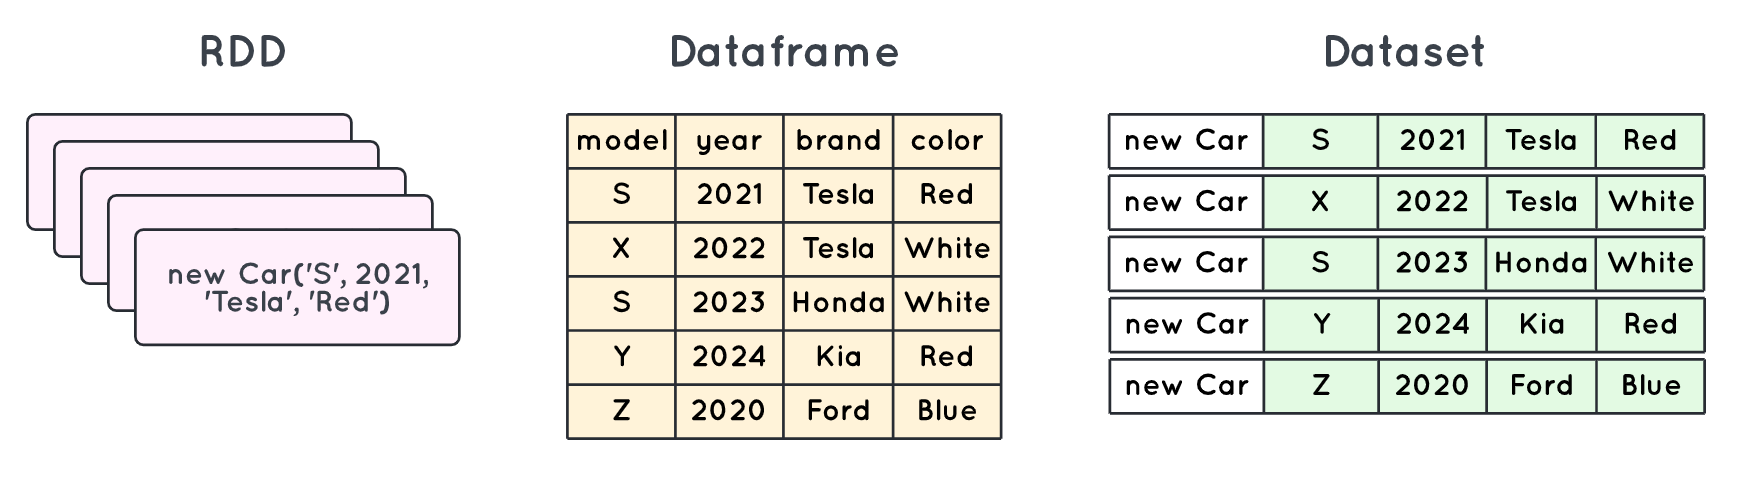 RDD
new Car('S', 2021,
'Tesla', 'Red')
Dataframe
model year brand color
S 2021 Tesla Red
X 2022 Tesla White
S 2023 Honda White
Y 2024 Kia Red
Z 2020 Ford Blue
Dataset
new Car S 2021 Tesla Red
new Car X 2022 Tesla White
new Car S 2023 Honda White
new Car Y 2024 Kia Red
new Car Z 2020 Ford Blue